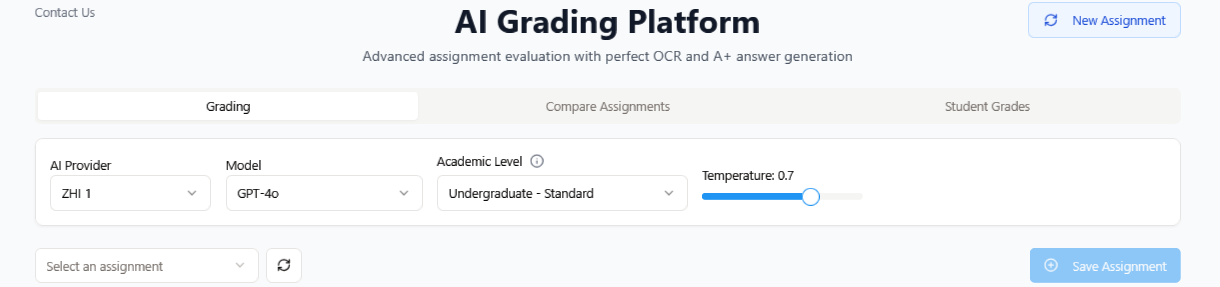 Contact Us
AI Grading Platform
New Assignment
Advanced assignment evaluation with perfect OCR and A+ answer generation
Grading
Compare Assignments
Student Grades
AI Provider
Model
Academic Level
Temperature: 0.7
ZHI 1
GPT-4o
Undergraduate - Standard
Select an assignment
Save Assignment